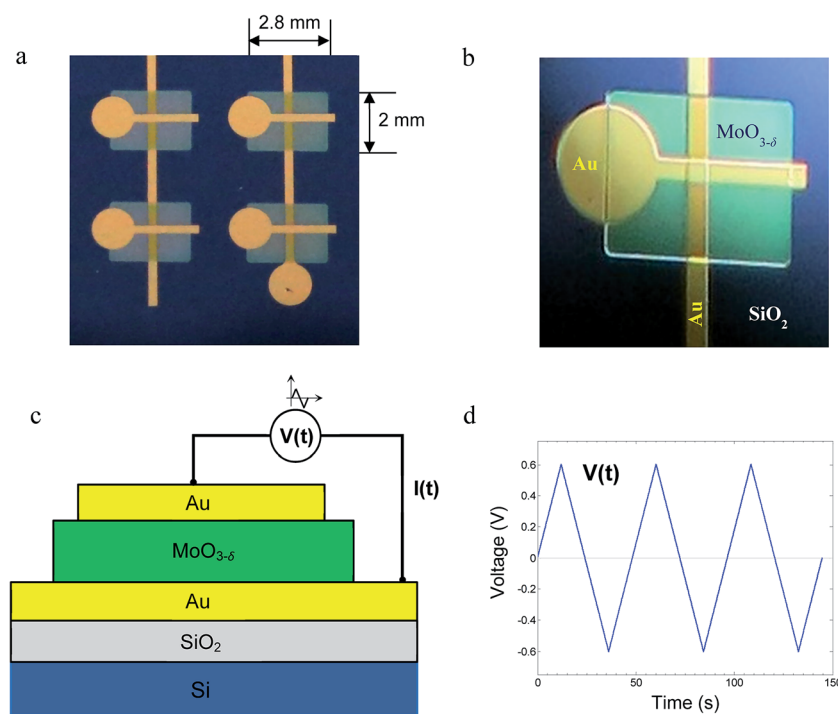 a
2.8 mm
2 mm
b
MoO3-δ
Au
Au
SiO2
c
V(t)
I(t)
Au
MoO3-δ
Au
SiO2
Si
d
V(t)
Voltage (V)
0.6
0.4
0.2
0
-0.2
-0.4
-0.6
0
50
100
150
Time (s)